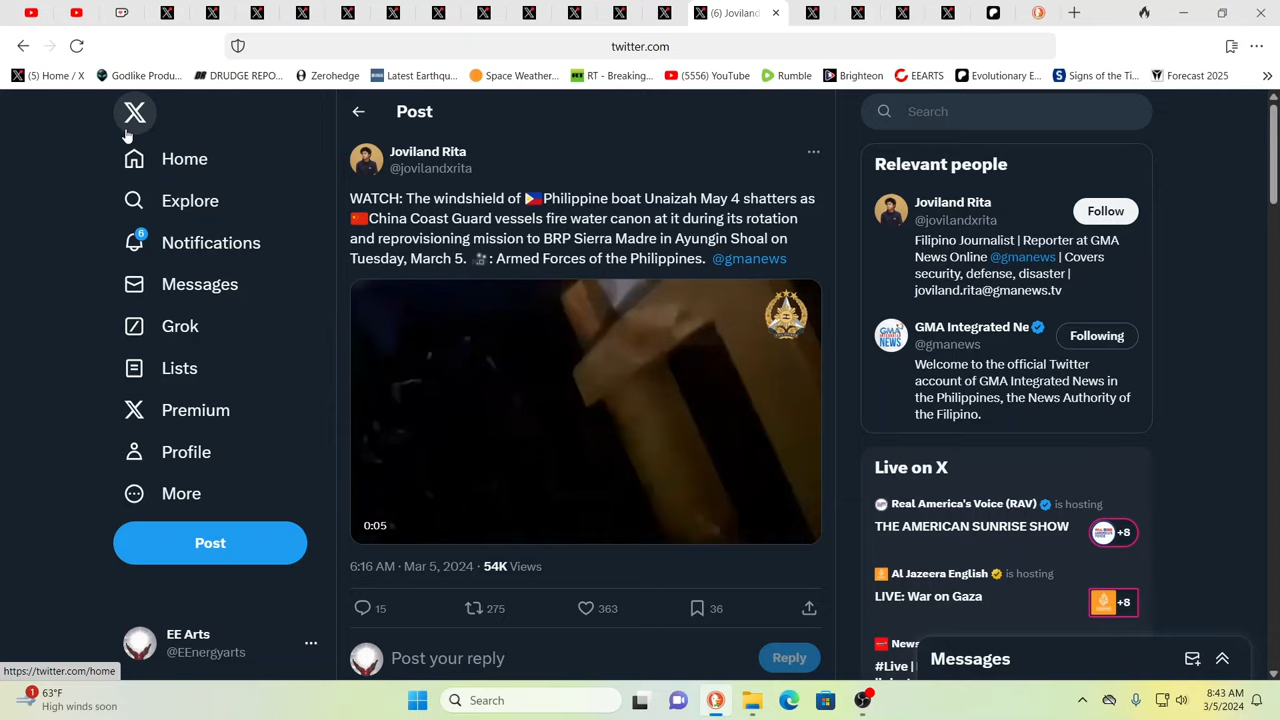 (6) Joviland
twitter.com
(5) Home / X
Godlike Produ...
DRUDGE REPO...
Zerohedge
Latest Earthqu...
Space Weather...
RT - Breaking...
(5556) YouTube
Rumble
Brighteon
EEARTS
Evolutionary E...
Signs of the Ti...
Forecast 2025
Home
Explore
6
Notifications
Messages
Grok
Lists
Premium
Profile
More
Post
EE Arts
@EEnergyarts
https://twitter.com/home
Post
Joviland Rita
@jovilandxrita
WATCH: The windshield of 🇵🇭Philippine boat Unaizah May 4 shatters as
🇨🇳China Coast Guard vessels fire water canon at it during its rotation
and reprovisioning mission to BRP Sierra Madre in Ayungin Shoal on
Tuesday, March 5. 🎥: Armed Forces of the Philippines. @gmanews
0:05
6:16 AM · Mar 5, 2024 · 54K Views
15
275
363
36
Post your reply
Reply
Search
Relevant people
Joviland Rita
@jovilandxrita
Follow
Filipino Journalist | Reporter at GMA
News Online @gmanews | Covers
security, defense, disaster |
joviland.rita@gmanews.tv
GMA Integrated Ne
@gmanews
Following
Welcome to the official Twitter
account of GMA Integrated News in
the Philippines, the News Authority of
the Filipino.
Live on X
Real America's Voice (RAV) is hosting
THE AMERICAN SUNRISE SHOW
+8
Al Jazeera English is hosting
LIVE: War on Gaza
+8
News
#Live |
Messages
1
63°F
High winds soon
Search
8:43 AM
3/5/2024